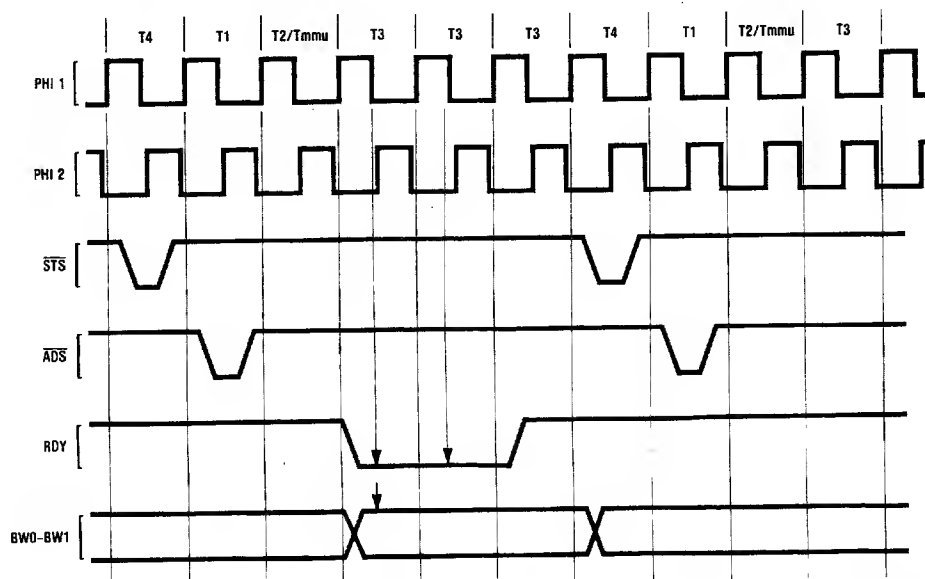 T4 T1 T2/Tmmu T3 T3 T3 T4 T1 T2/Tmmu T3
PHI 1
PHI 2
STS
ADS
RDY
BW0–BW1